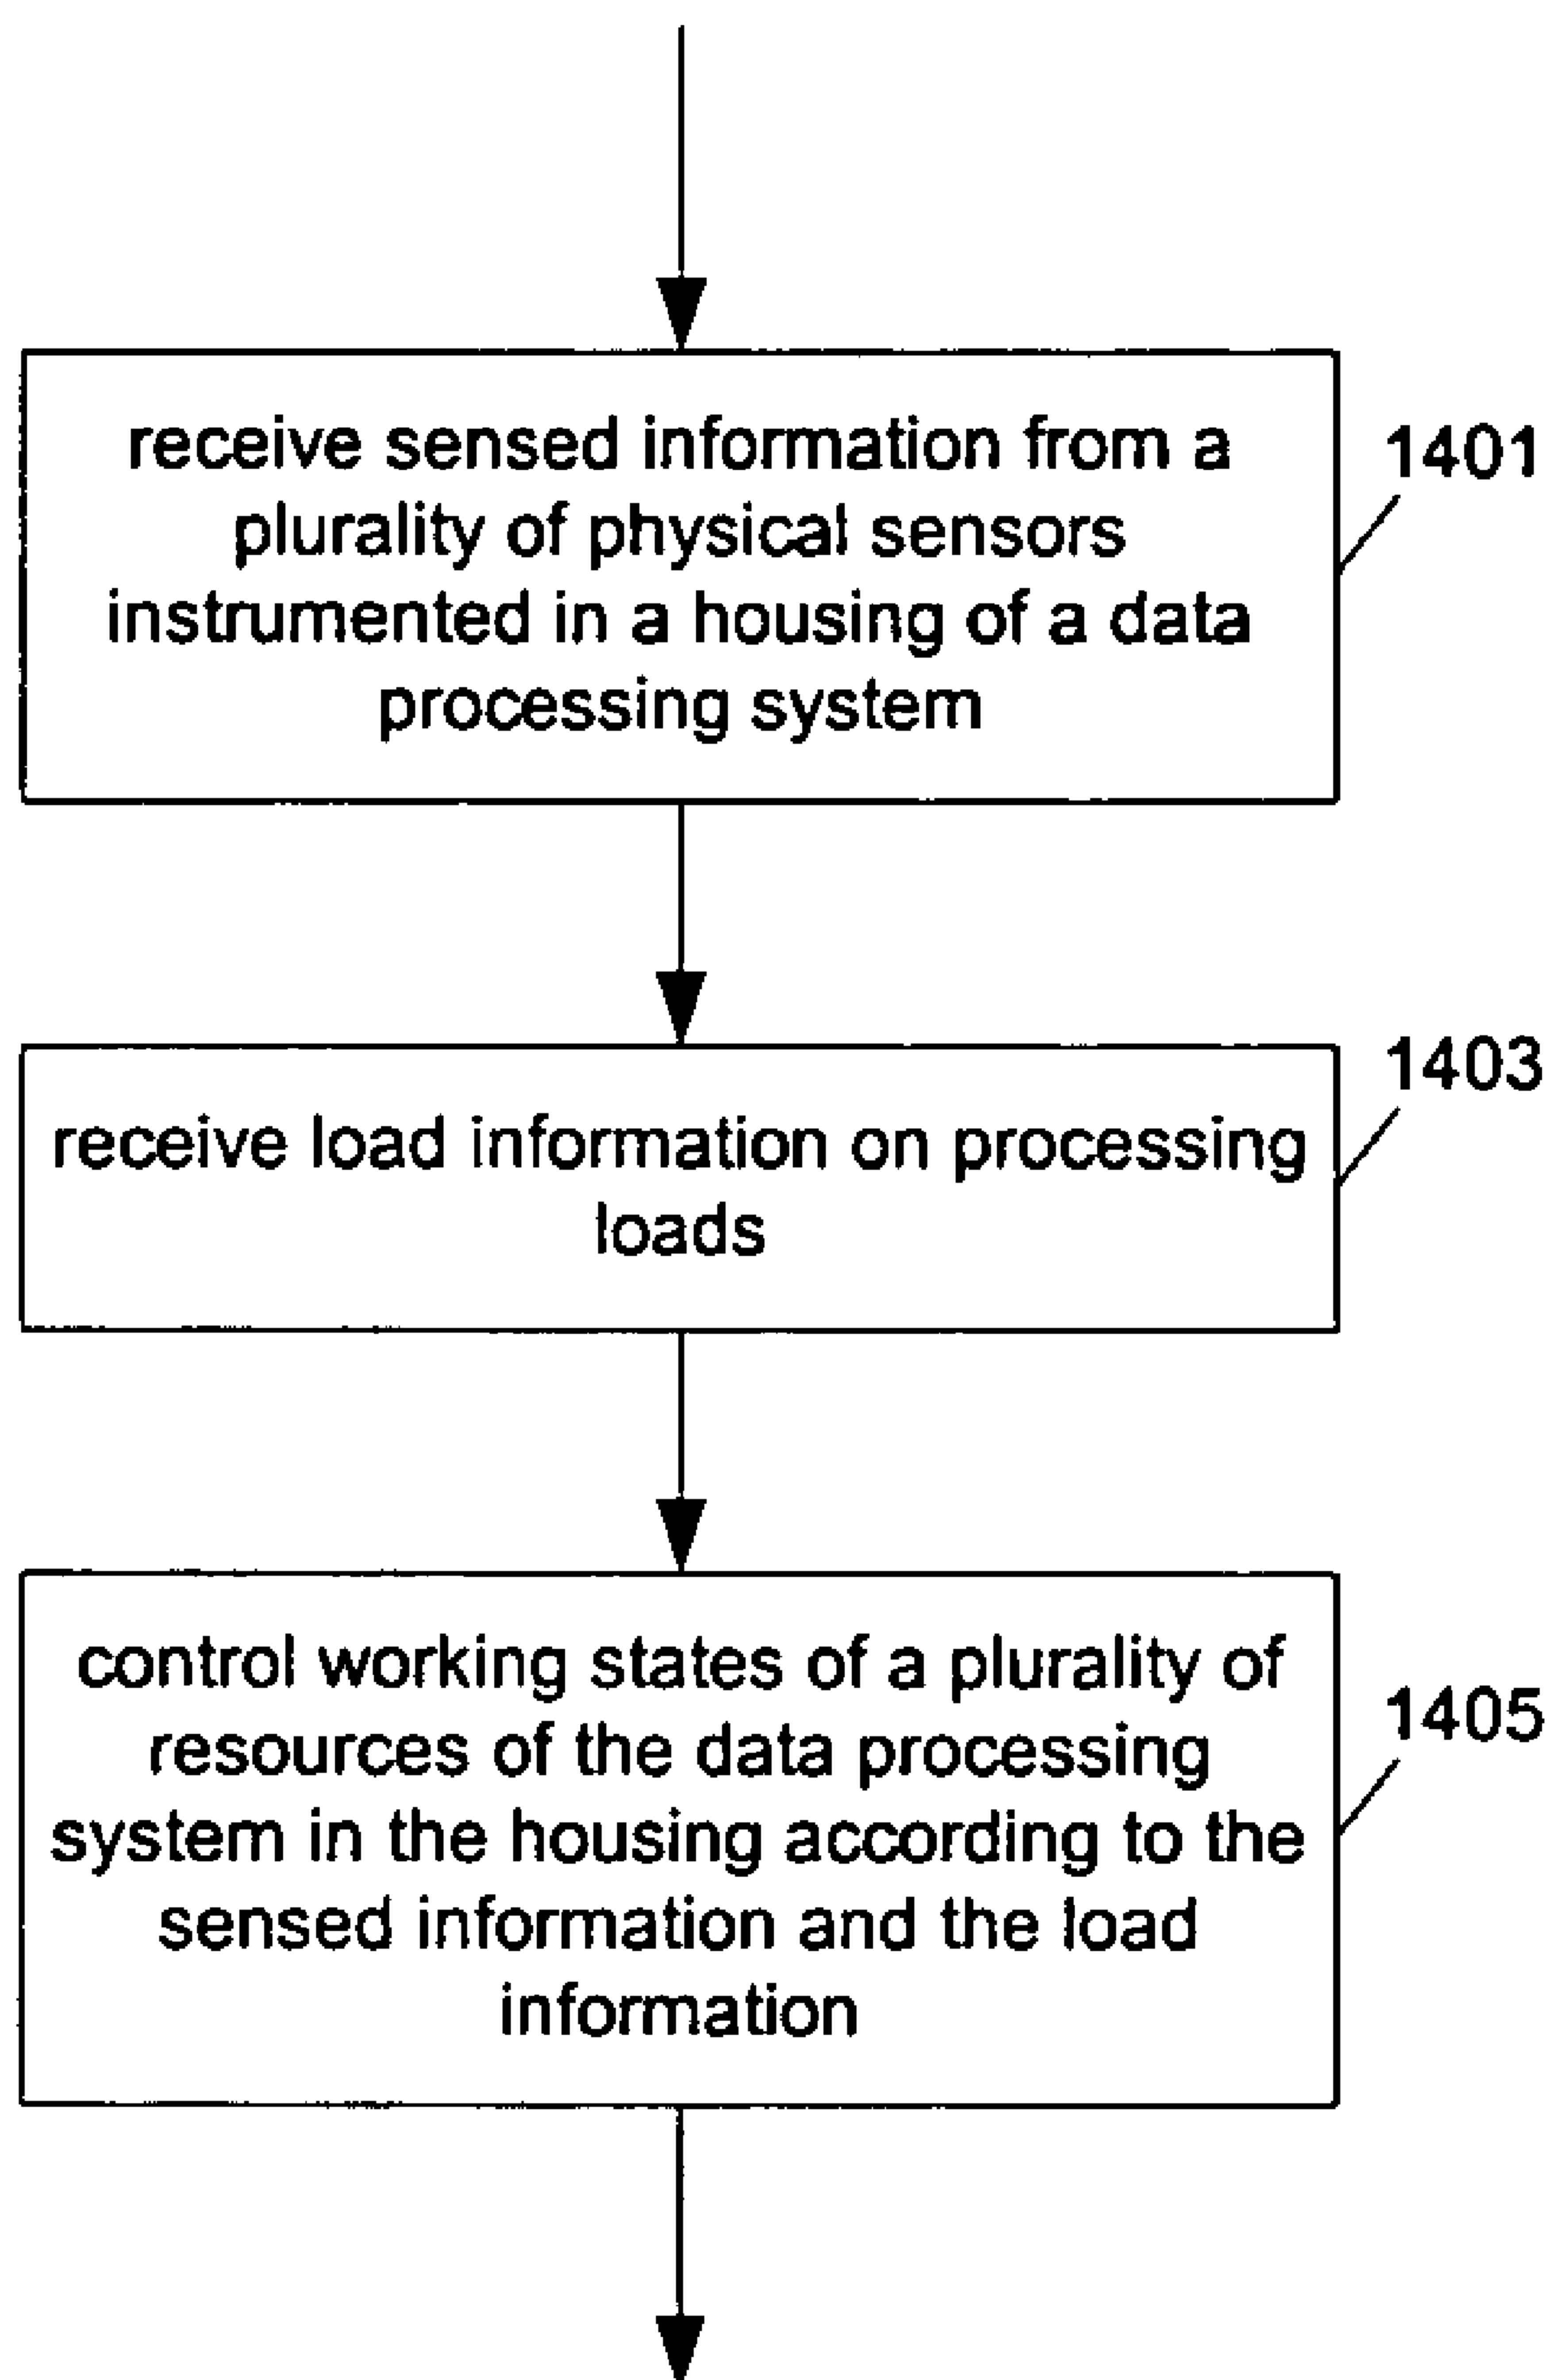 receive sensed information from a
plurality of physical sensors
instrumented in a housing of a data
processing system
1401
receive load information on processing
loads
1403
control working states of a plurality of
resources of the data processing
system in the housing according to the
sensed information and the load
information
1405